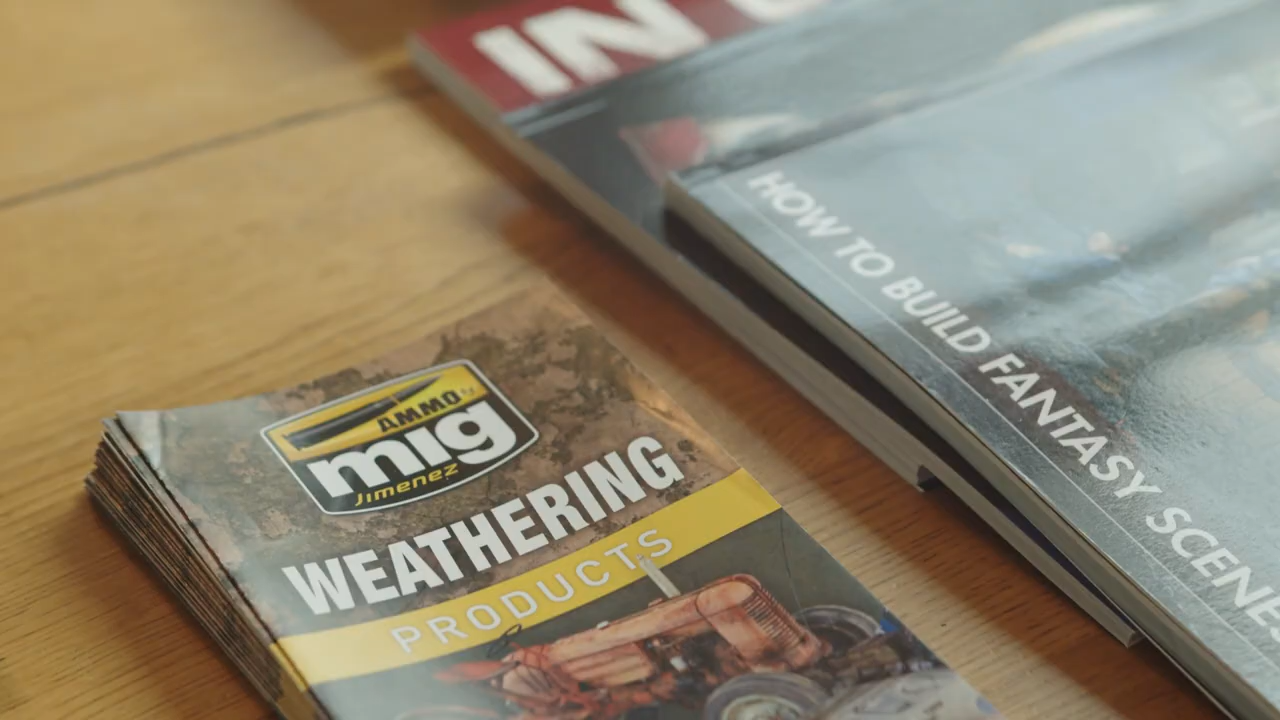 IN
HOW TO BUILD FANTASY SCENES
AMMO
mig
Jimenez
WEATHERING
PRODUCTS